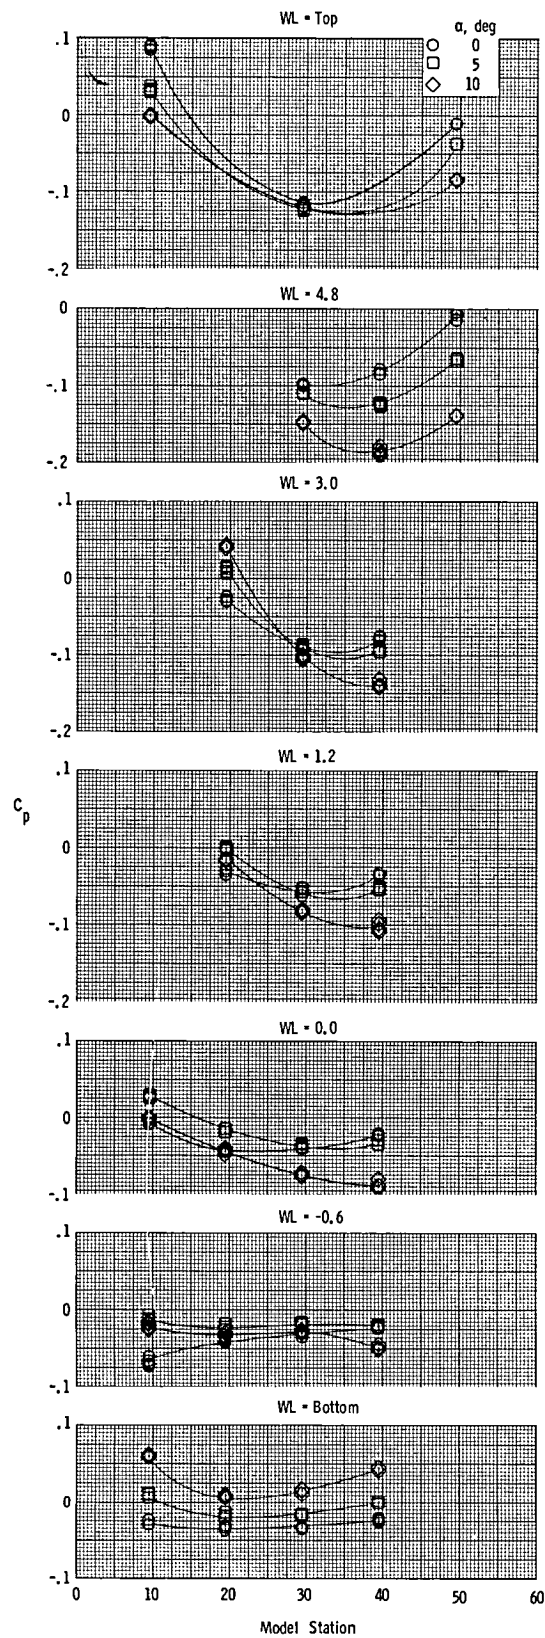 WL = Top
α, deg
0
5
10
.1
0
-.1
-.2
WL = 4.8
0
-.1
-.2
WL = 3.0
.1
0
-.1
-.2
WL = 1.2
.1
0
-.1
-.2
C_p
WL = 0.0
.1
0
-.1
WL = -0.6
0
-.1
WL = Bottom
.1
0
-.1
0 10 20 30 40 50 60
Model Station